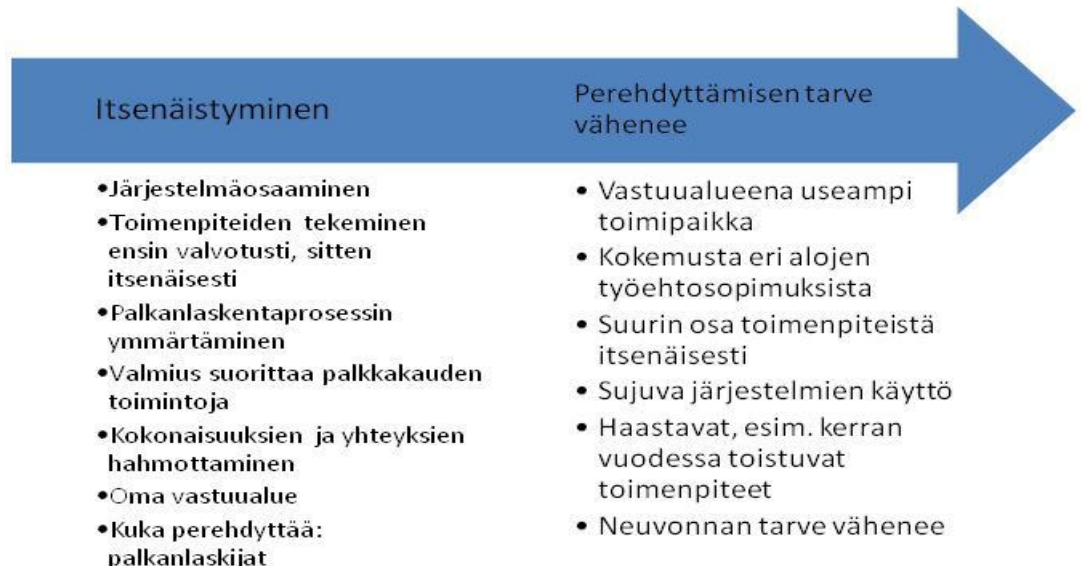 Itsenäistyminen
Perehdyttämisen tarve
vähenee
•Järjestelmäosaaminen
•Toimenpiteiden tekeminen
ensin valvotusti, sitten
itsenäisesti
•Palkanlaskentaprosessin
ymmärtäminen
•Valmius suorittaa palkkakauden
toimintoja
•Kokonaisuuksien ja yhteyksien
hahmottaminen
•Oma vastuualue
•Kuka perehdyttää:
palkanlaskijat
• Vastuualueena useampi
toimipaikka
• Kokemusta eri alojen
työehtosopimuksista
• Suurin osa toimenpiteistä
itsenäisesti
• Sujuva järjestelmien käyttö
• Haastavat, esim. kerran
vuodessa toistuvat
toimenpiteet
• Neuvonnan tarve vähenee